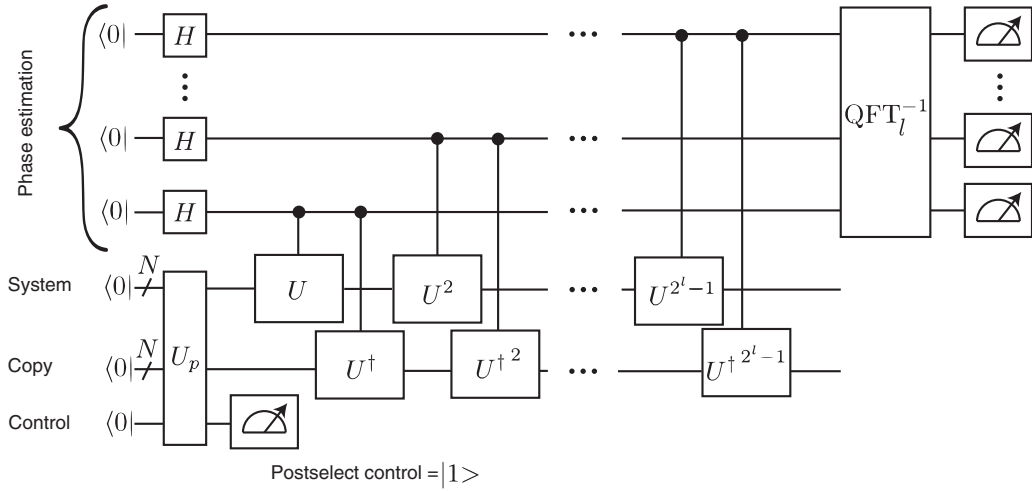 Phase estimation
⟨0| H ...
... QFT_l^{-1}
⟨0| H ...
⟨0| H ...
System ⟨0| N U U^2 ... U^{2^l-1}
Copy ⟨0| N U_p U^† U^{†2} ... U^{†2^l-1}
Control ⟨0|
Postselect control = |1>